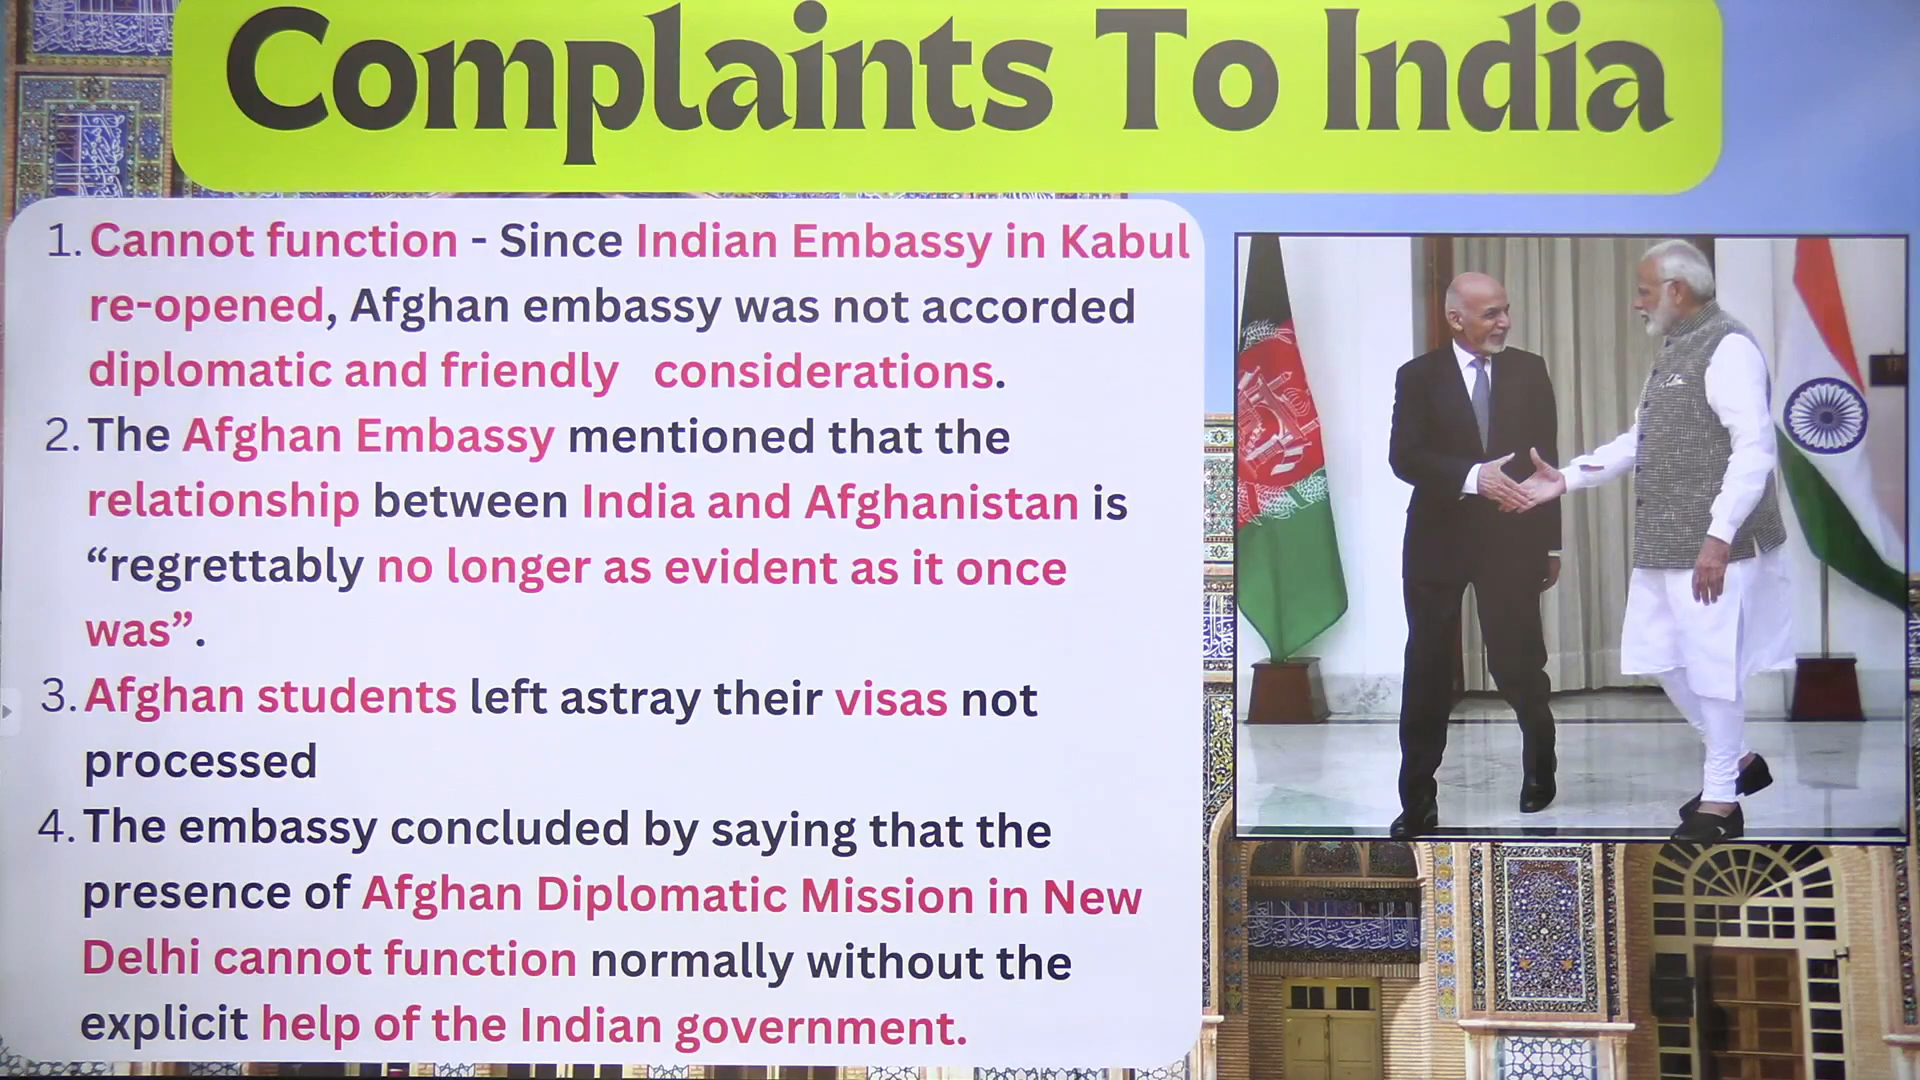 Complaints To India
1. Cannot function - Since Indian Embassy in Kabul
re-opened, Afghan embassy was not accorded
diplomatic and friendly considerations.
2. The Afghan Embassy mentioned that the
relationship between India and Afghanistan is
“regrettably no longer as evident as it once
was”.
3. Afghan students left astray their visas not
processed
4. The embassy concluded by saying that the
presence of Afghan Diplomatic Mission in New
Delhi cannot function normally without the
explicit help of the Indian government.